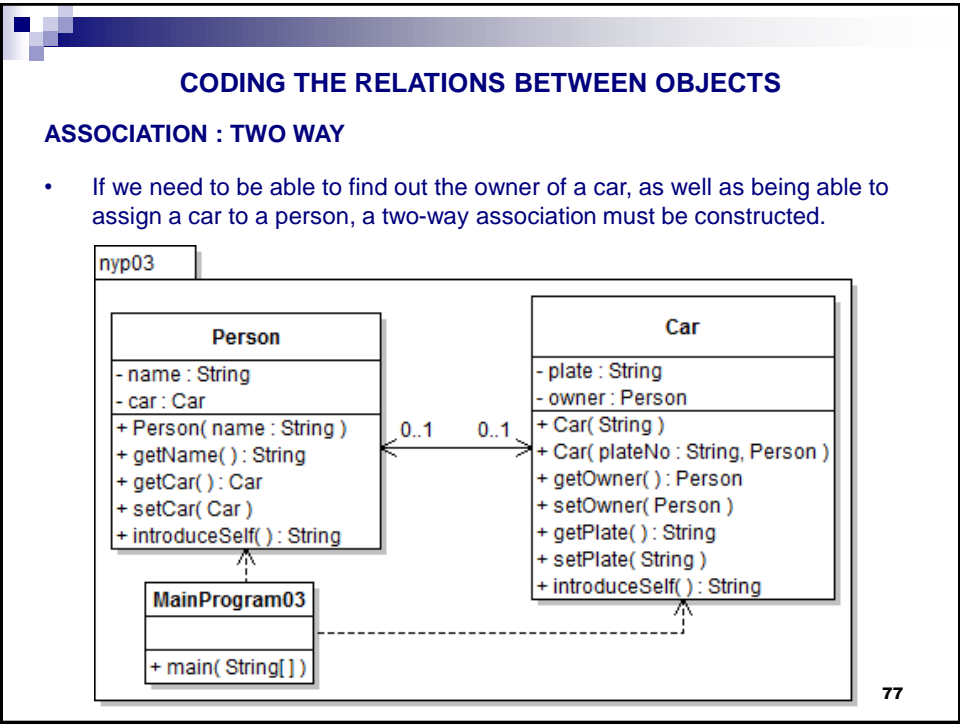 CODING THE RELATIONS BETWEEN OBJECTS
ASSOCIATION : TWO WAY
• If we need to be able to find out the owner of a car, as well as being able to
assign a car to a person, a two-way association must be constructed.
nyp03
Person
- name : String
- car : Car
+ Person( name : String )
+ getName( ) : String
+ getCar( ) : Car
+ setCar( Car )
+ introduceSelf( ) : String
0..1 0..1
Car
- plate : String
- owner : Person
+ Car( String )
+ Car( plateNo : String, Person )
+ getOwner( ) : Person
+ setOwner( Person )
+ getPlate( ) : String
+ setPlate( String )
+ introduceSelf( ) : String
MainProgram03
+ main( String[ ] )
77